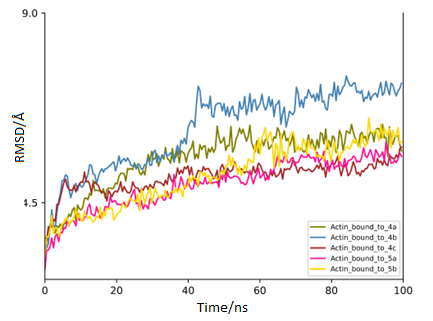 9.0
4.5
RMSD/Å
0
20
40
60
80
100
Time/ns
Actin_bound_to_4a
Actin_bound_to_4b
Actin_bound_to_4c
Actin_bound_to_5a
Actin_bound_to_5b